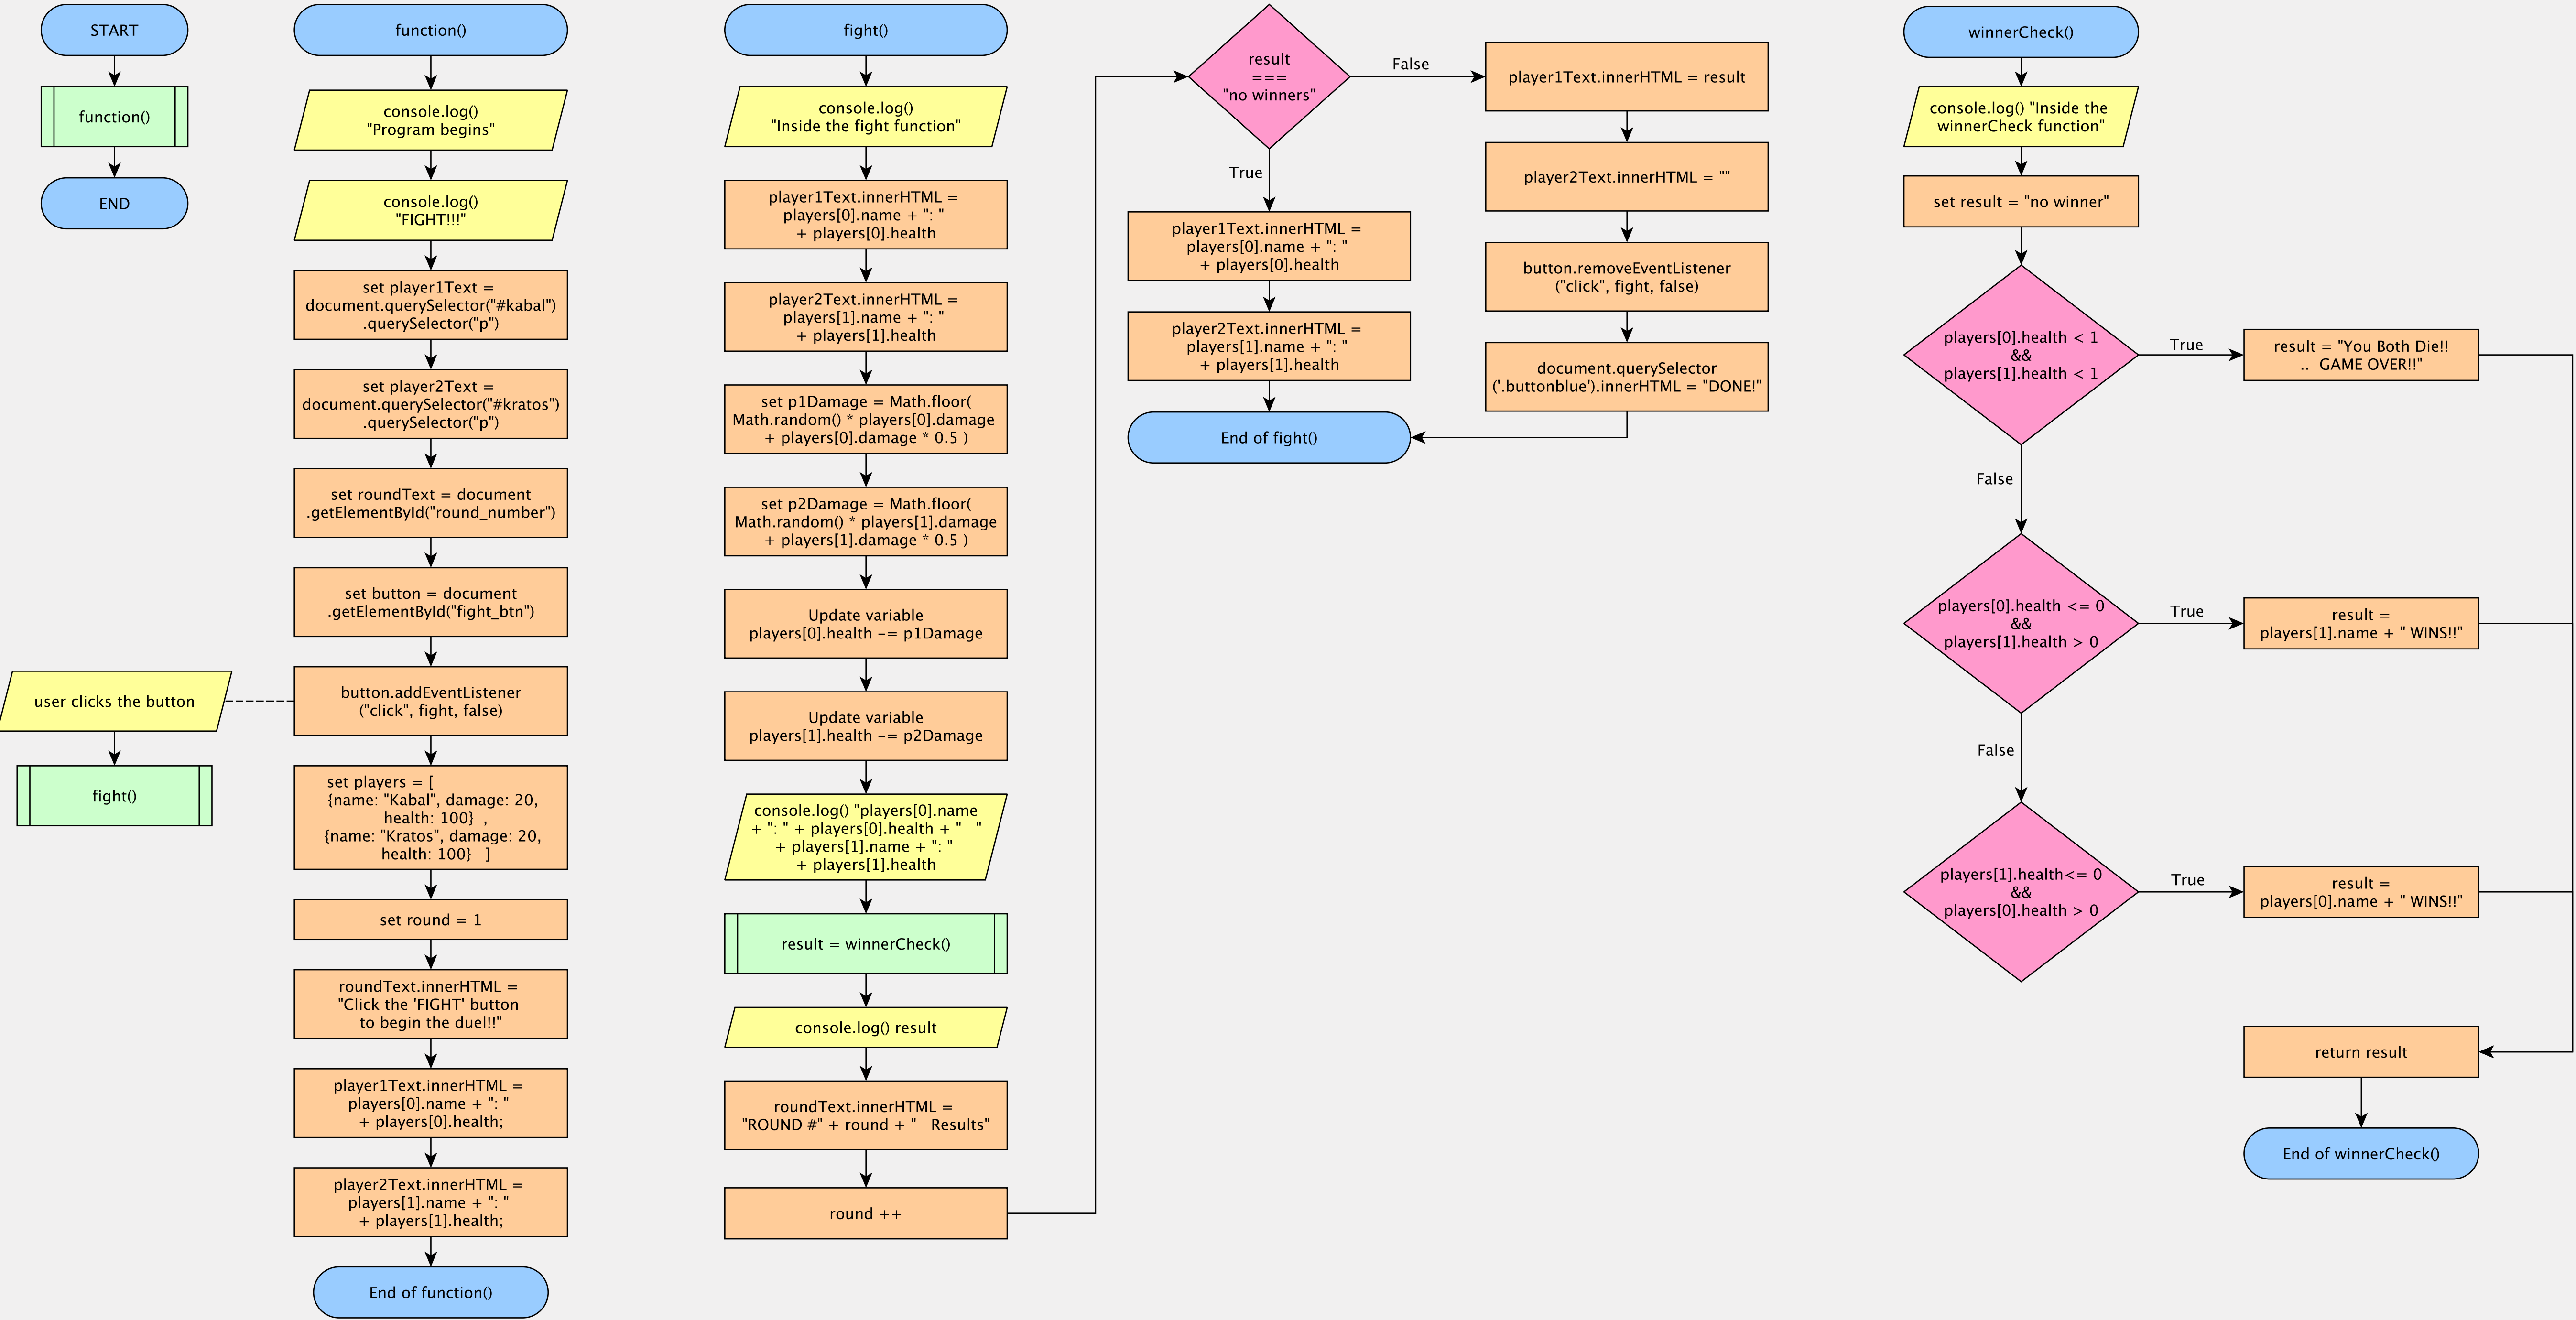 START
function()
END
user clicks the button
fight()
function()
console.log()
"Program begins"
console.log()
"FIGHT!!!"
set player1Text =
document.querySelector("#kabal")
.querySelector("p")
set player2Text =
document.querySelector("#kratos")
.querySelector("p")
set roundText = document
.getElementById("round_number")
set button = document
.getElementById("fight_btn")
button.addEventListener
("click", fight, false)
set players = [
{name: "Kabal", damage: 20,
health: 100}  ,
{name: "Kratos", damage: 20,
health: 100}   ]
set round = 1
roundText.innerHTML =
"Click the 'FIGHT' button
to begin the duel!!"
player1Text.innerHTML =
players[0].name + ": "
+ players[0].health;
player2Text.innerHTML =
players[1].name + ": "
+ players[1].health;
End of function()
fight()
console.log()
"Inside the fight function"
player1Text.innerHTML =
players[0].name + ": "
+ players[0].health
player2Text.innerHTML =
players[1].name + ": "
+ players[1].health
set p1Damage = Math.floor(
Math.random() * players[0].damage
+ players[0].damage * 0.5 )
set p2Damage = Math.floor(
Math.random() * players[1].damage
+ players[1].damage * 0.5 )
Update variable
players[0].health -= p1Damage
Update variable
players[1].health -= p2Damage
console.log() "players[0].name
+ ": " + players[0].health + "   "
+ players[1].name + ": "
+ players[1].health
result = winnerCheck()
console.log() result
roundText.innerHTML =
"ROUND #" + round + "   Results"
round ++
result
===
"no winners"
False
True
player1Text.innerHTML =
players[0].name + ": "
+ players[0].health
player2Text.innerHTML =
players[1].name + ": "
+ players[1].health
End of fight()
player1Text.innerHTML = result
player2Text.innerHTML = ""
button.removeEventListener
("click", fight, false)
document.querySelector
('.buttonblue').innerHTML = "DONE!"
winnerCheck()
console.log() "Inside the
winnerCheck function"
set result = "no winner"
players[0].health < 1
&&
players[1].health < 1
True
result = "You Both Die!!
..  GAME OVER!!"
False
players[0].health <= 0
&&
players[1].health > 0
True
result =
players[1].name + " WINS!!"
False
players[1].health<= 0
&&
players[0].health > 0
True
result =
players[0].name + " WINS!!"
return result
End of winnerCheck()